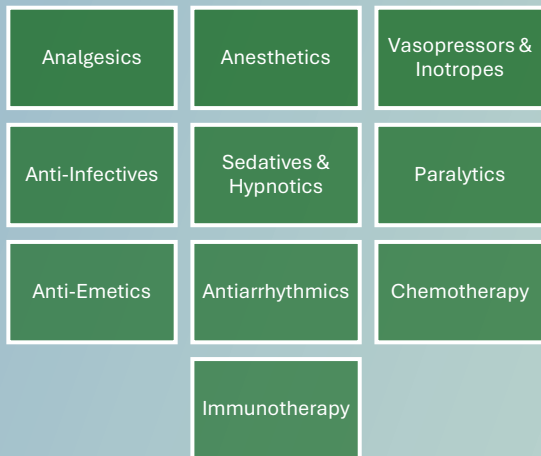 Analgesics
Anesthetics
Vasopressors &
Inotropes
Anti-Infectives
Sedatives &
Hypnotics
Paralytics
Anti-Emetics
Antiarrhythmics
Chemotherapy
Immunotherapy